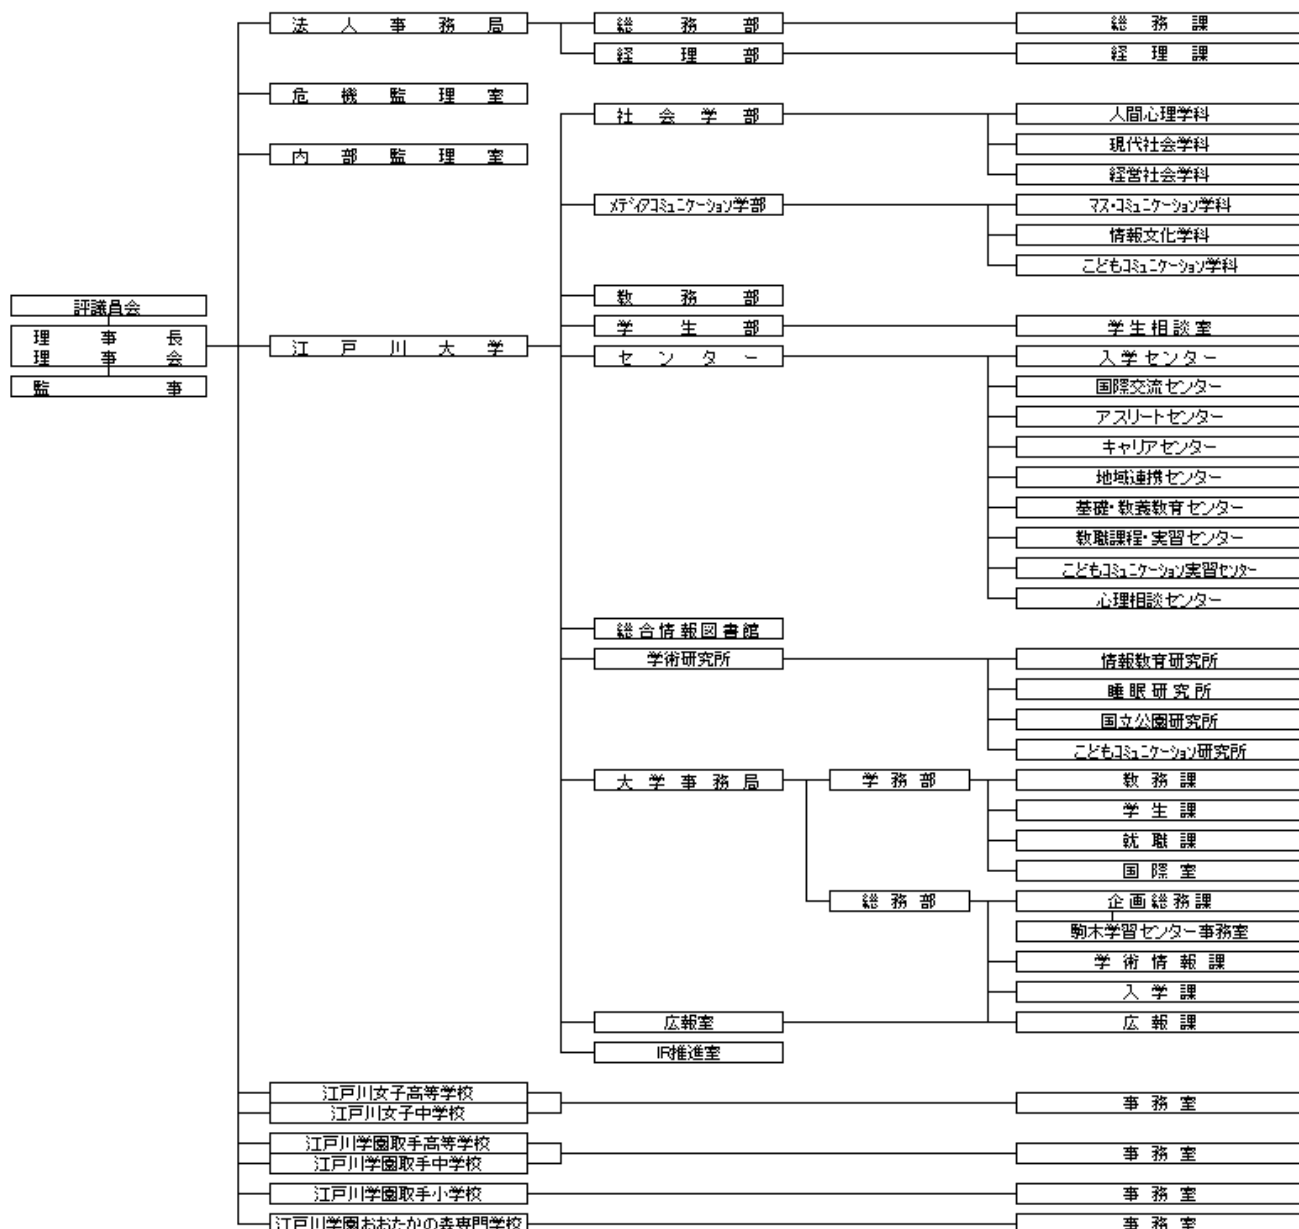 法人事務局
総務部
総務課
経理部
経理課
危機監理室
社会学部
人間心理学科
現代社会学科
内部監理室
経営社会学科
メディアコミュニケーション学部
マス・コミュニケーション学科
情報文化学科
こどもコミュニケーション学科
教務部
評議員会
学生部
学生相談室
理事長
理事会
江戸川大学
センター
入学センター
監事
国際交流センター
アスリートセンター
キャリアセンター
地域連携センター
基礎・教養教育センター
教職課程・実習センター
こどもコミュニケーション実習センター
心理相談センター
総合情報図書館
学術研究所
情報教育研究所
睡眠研究所
国立公園研究所
こどもコミュニケーション研究所
大学事務局
学務部
教務課
学生課
就職課
国際室
総務部
企画総務課
駒木学習センター事務室
学術情報課
入学課
広報室
広報課
IR推進室
江戸川女子高等学校
江戸川女子中学校
事務室
江戸川学園取手高等学校
江戸川学園取手中学校
事務室
江戸川学園取手小学校
事務室
江戸川学園おおたかの森専門学校
事務室